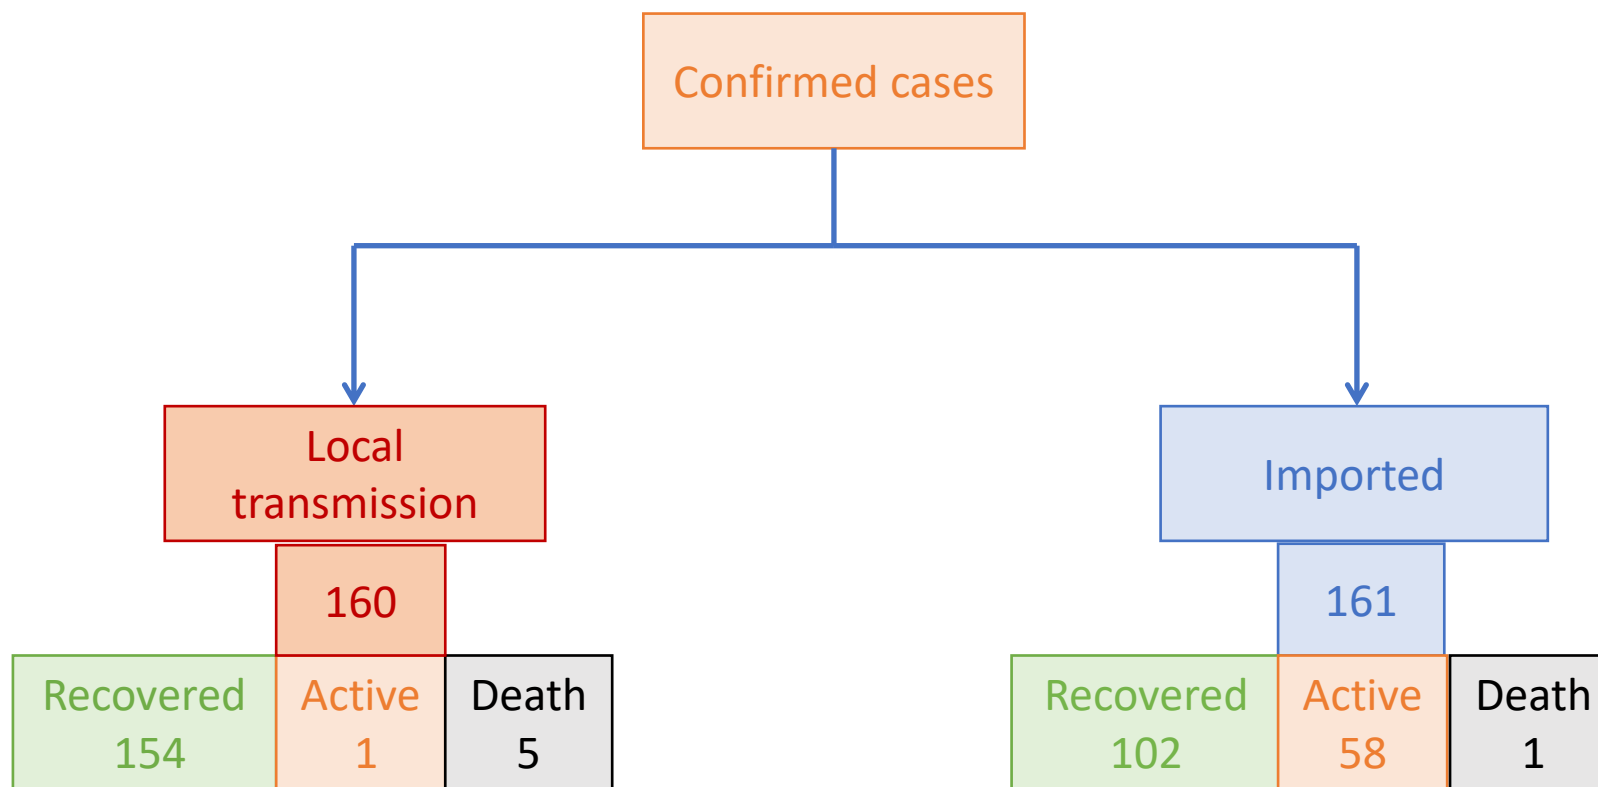 Confirmed cases
Local
transmission
160
Recovered
154
Active
1
Death
5
Imported
161
Recovered
102
Active
58
Death
1